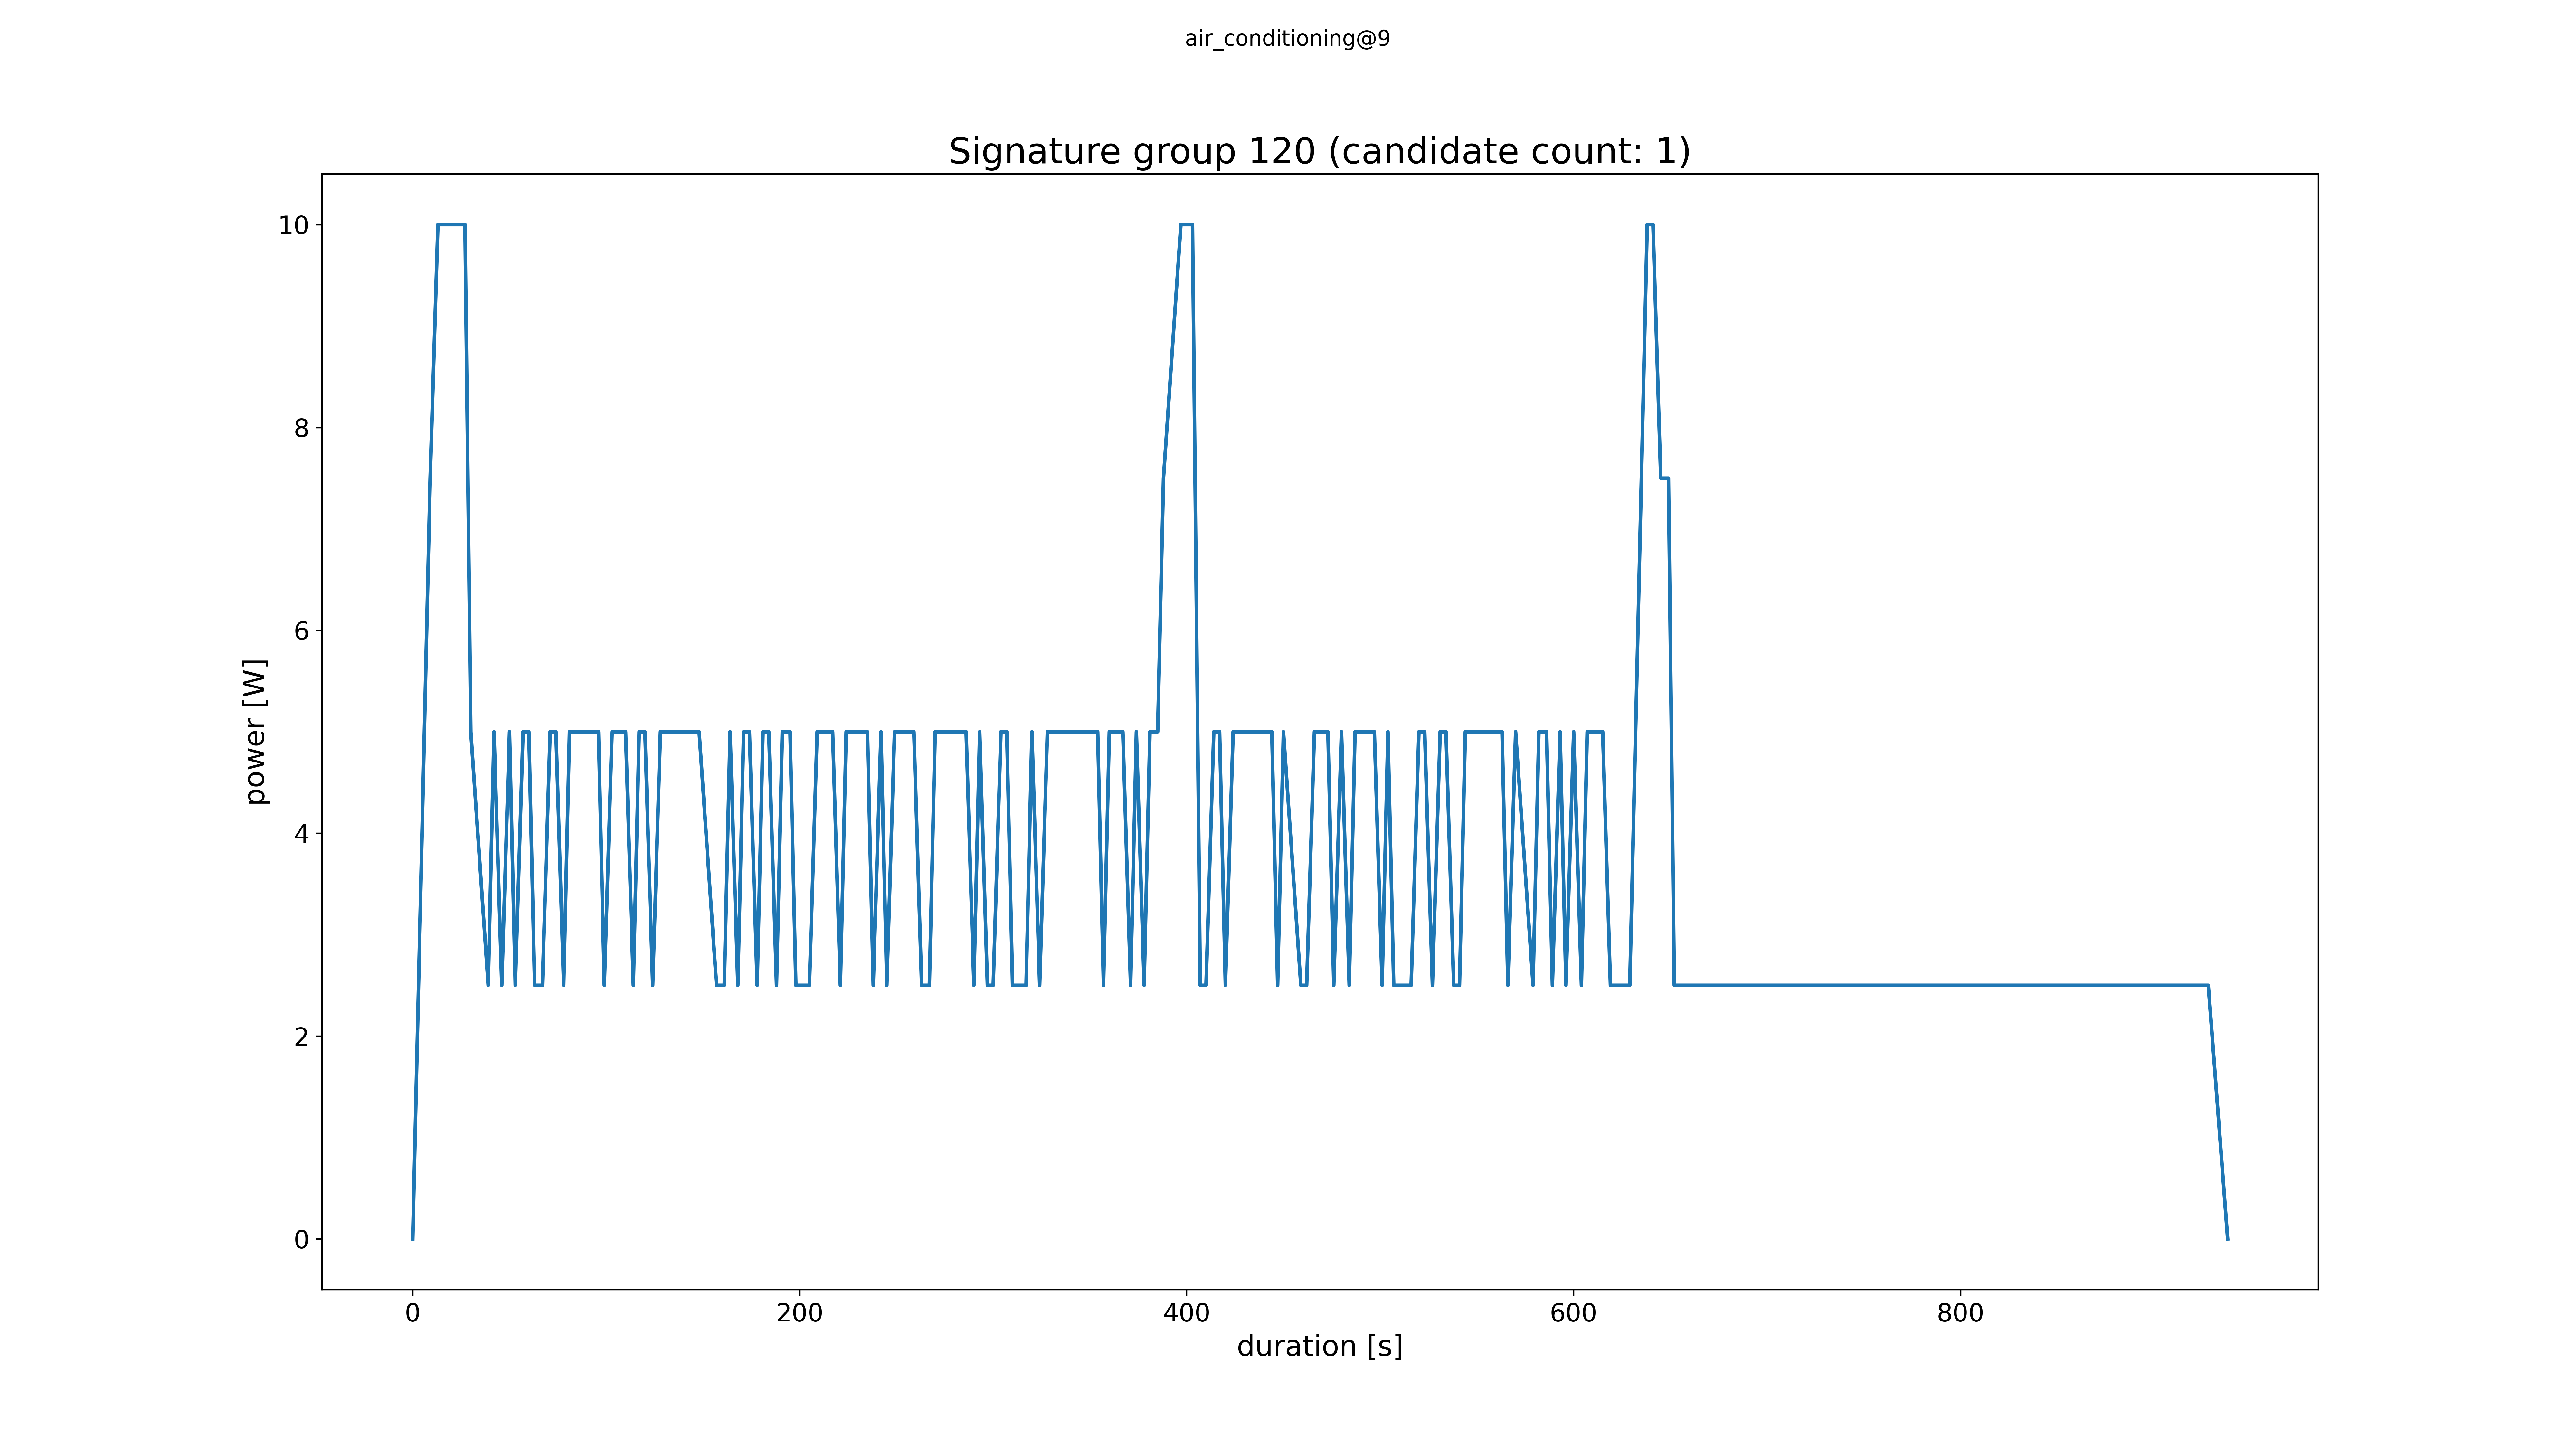 air_conditioning@9
Signature group 120 (candidate count: 1)
power [W]
10
8
6
4
2
0
0 200 400 600 800
duration [s]